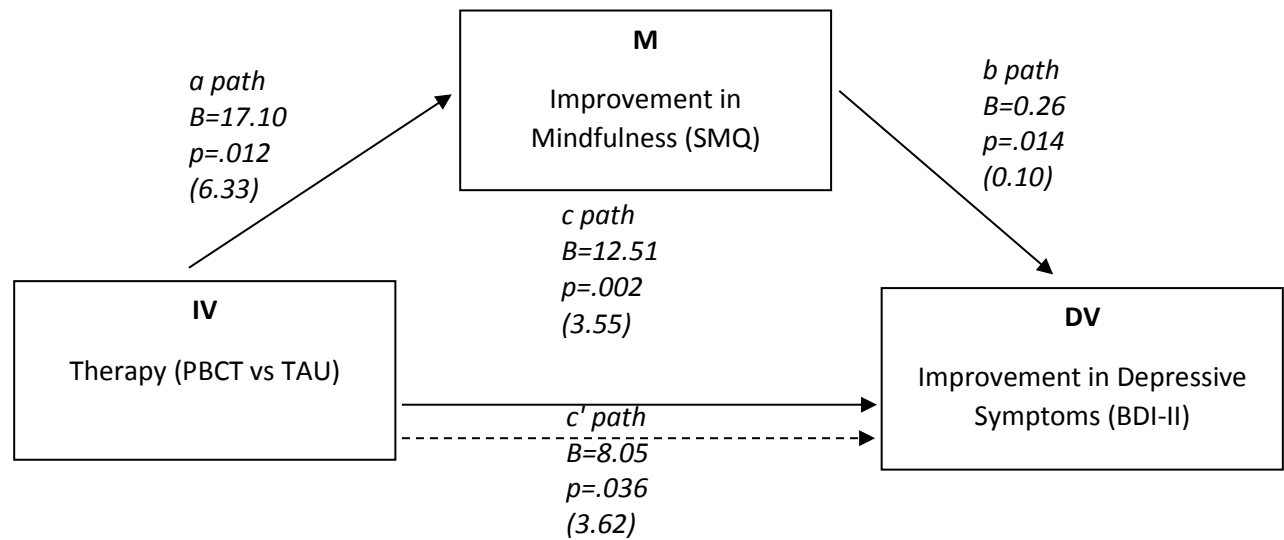 M
Improvement in
Mindfulness (SMQ)
a path
B=17.10
p=.012
(6.33)
b path
B=0.26
p=.014
(0.10)
c path
B=12.51
p=.002
(3.55)
IV
Therapy (PBCT vs TAU)
DV
Improvement in Depressive
Symptoms (BDI-II)
c' path
B=8.05
p=.036
(3.62)